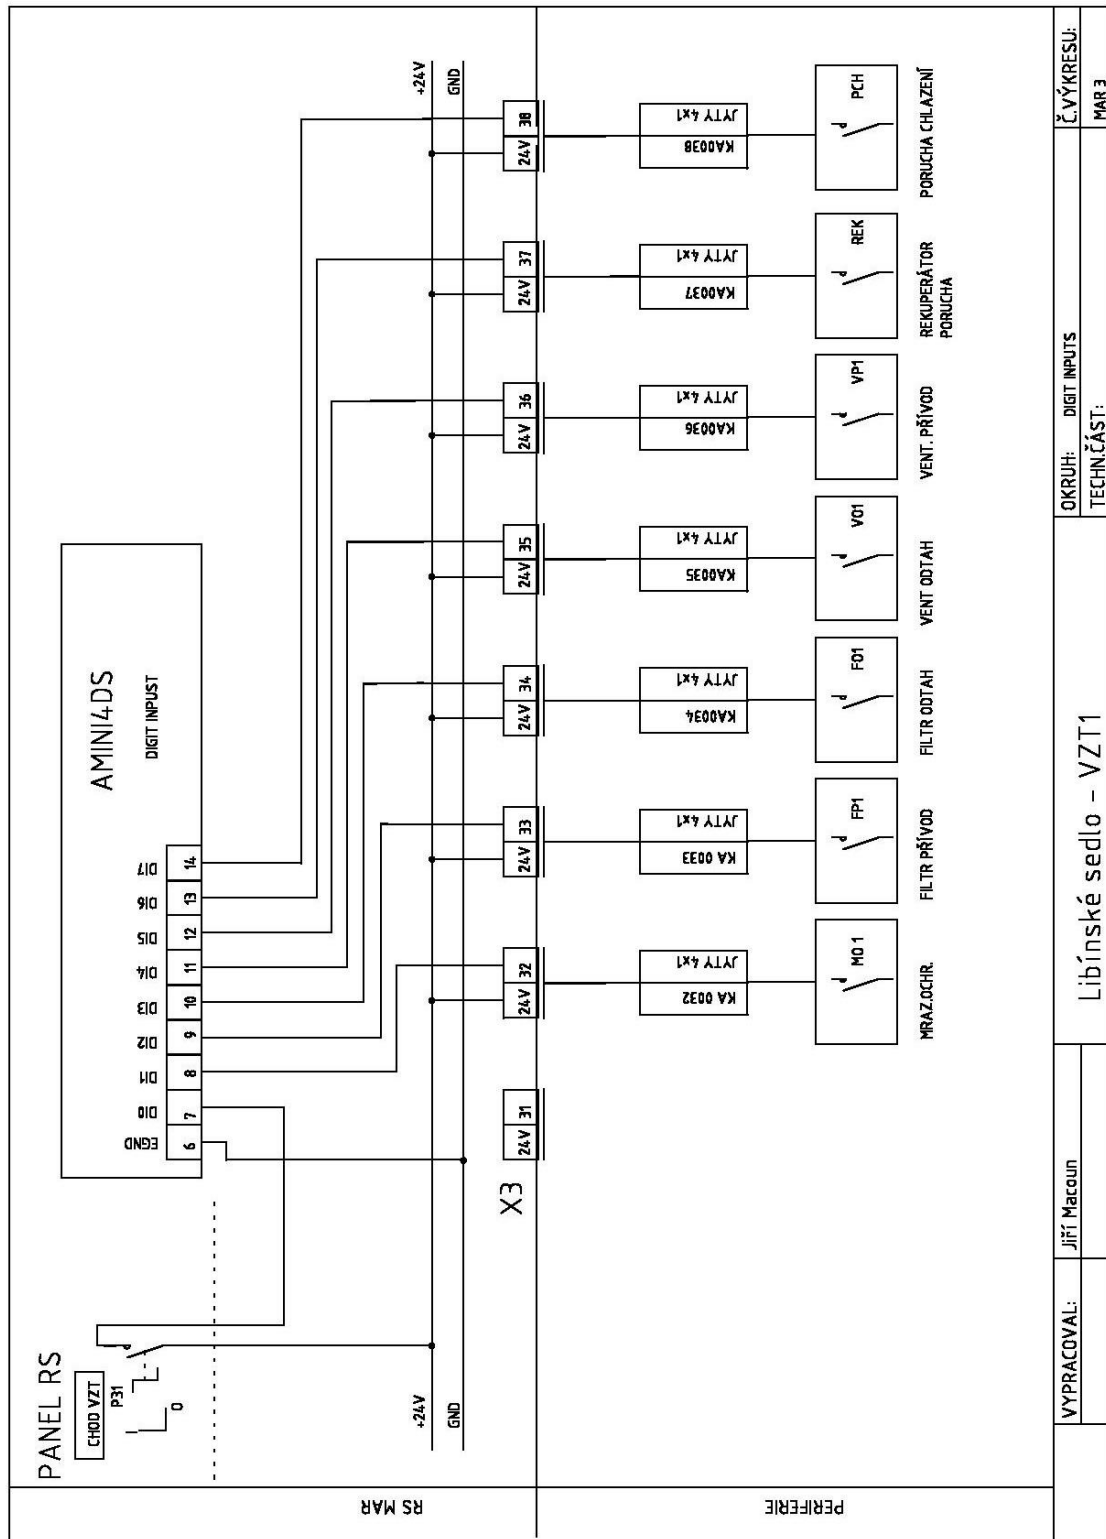 PANEL RS
CHOD VZT
P31
I
0
AMINI4DS
DIGIT INPUST
EGND
DI0
DI1
DI2
DI3
DI4
DI5
DI6
DI7
6
7
8
9
10
11
12
13
14
RS MAR
+24V
GND
+24V
GND
X3
24V 31
24V 32
24V 33
24V 34
24V 35
24V 36
24V 37
24V 38
PERIFERIE
KA 0032
JYTY 4x1
KA 0033
JYTY 4x1
KA0034
JYTY 4x1
KA0035
JYTY 4x1
KA0036
JYTY 4x1
KA0037
JYTY 4x1
KA0038
JYTY 4x1
MO 1
FP1
FO1
VO1
VP1
REK
PCH
MRAZ.OCHR.
FILTR PŘÍVOD
FILTR ODTAH
VENT ODTAH
VENT. PŘÍVOD
REKUPERÁTOR
PORUCHA
PORUCHA CHLAZENÍ
VYPRACOVAL:
Jiří Macoun
Libínské sedlo - VZT1
OKRUH: DIGIT INPUTS
TECHN.ČÁST:
Č.VÝKRESU:
MAR 3